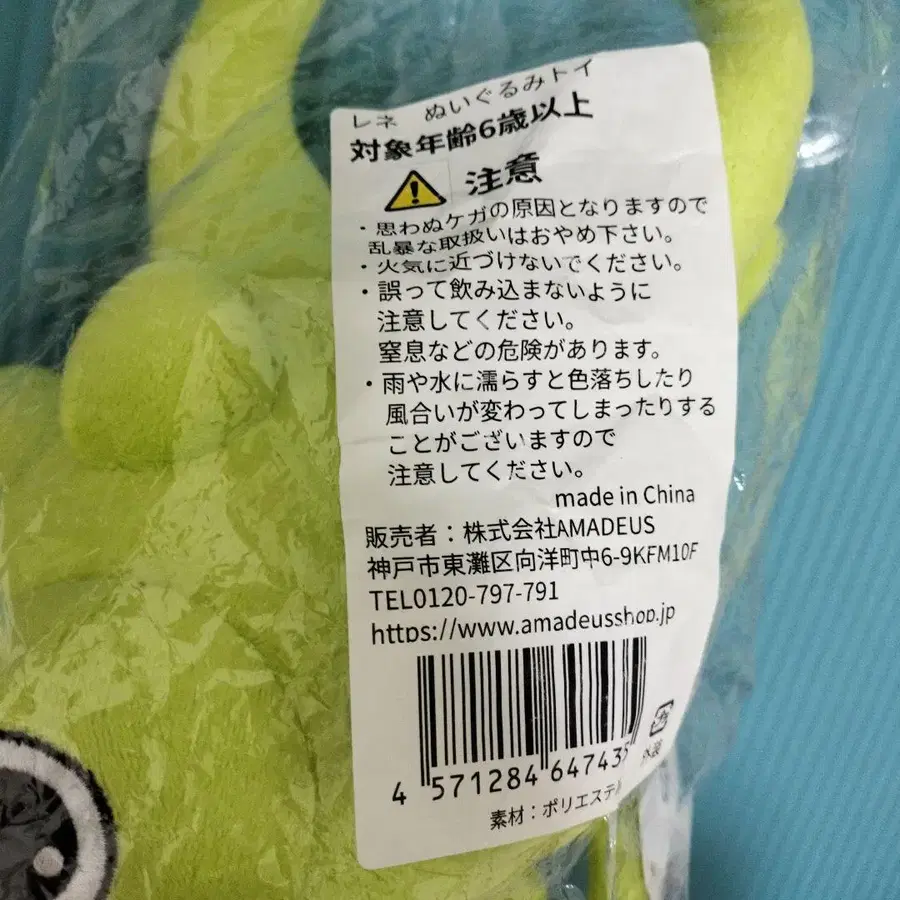 レネ ぬいぐるみトイ
対象年齢6歳以上
注意
・思わぬケガの原因となりますので
乱暴な取扱いはおやめ下さい。
・火気に近づけないでください。
・誤って飲み込まないように
注意してください。
窒息などの危険があります。
・雨や水に濡らすと色落ちしたり
風合いが変わってしまったりする
ことがございますので
注意してください。
made in China
販売者：株式会社AMADEUS
神戸市東灘区向洋町中6-9KFM10F
TEL0120-797-791
https://www.amadeusshop.jp
プラ
外装
4 571284 647435
素材：ポリエステル